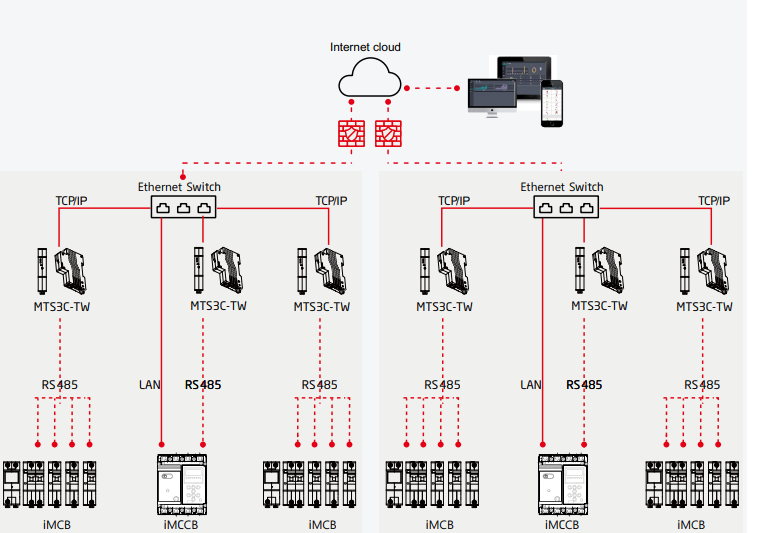 Internet cloud
Ethernet Switch
Ethernet Switch
TCP/IP
TCP/IP
TCP/IP
TCP/IP
MTS3C-TW
MTS3C-TW
MTS3C-TW
MTS3C-TW
MTS3C-TW
MTS3C-TW
RS485
LAN
RS485
RS485
RS485
LAN
RS485
RS485
iMCB
iMCCB
iMCB
iMCB
iMCCB
iMCB